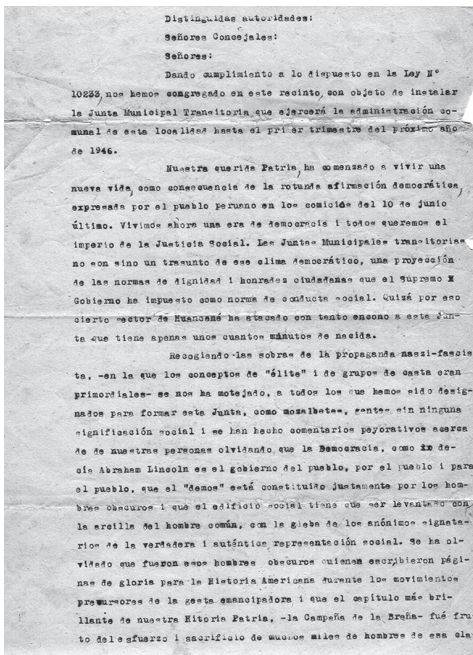 Distinguidas autoridades:
Señores Concejales:
Señores:
Dando cumplimiento a lo dispuesto en la Ley N°
10233, nos hemos congregado en este recinto, con objeto de instalar
la Junta Municipal Transitoria que ejercerá la administración co-
munal de esta localidad hasta el primer trimestre del próximo año
de 1946.
Nuestra querida Patria, ha comenzado a vivir una
nueva vida, como consecuencia de la rotunda afirmación democrática,
expresada por el pueblo peruano en los comicios del 10 de junio
último. Vivimos ahora una era de democracia i todos queremos el
imperio de la Justicia Social. Las Juntas Municipales transitorias
no son sino un trasunto de ese clima democrático, una proyección
de las normas de dignidad i honradez ciudadanas que el Supremo
Gobierno ha impuesto como norma de conducta social. Quizá por eso
cierto sector de Huancané ha atacado con tanto encono a esta Jun-
ta que tiene apenas unos cuantos minutos de nacida.
Recogiendo las sobras de la propaganda naszi-fascis
ta, -en la que los conceptos de "élite" i de grupos de casta eran
primordiales- se nos ha motejado, a todos los que hemos sido desig-
nados para formar esta Junta, como mozalbetes, gentes sin ninguna
significación social i se han hecho comentarios peyorativos acerca
de de nuestras personas olvidando que la Democracia, como de-
cía Abraham Lincoln es el gobierno del pueblo, por el pueblo i para
el pueblo, que el "demos" está constituido justamente por los hom-
bres obscuros i que el edificio social tiene que ser levantado con
la arcilla del hombre común, con la gleba de los anónimos signata-
rios de la verdadera i auténtica representación social. Se ha ol-
vidado que fueron esos hombres obscuros quienes escribieron pági-
nas de gloria para la Historia Americana durante los movimientos
precursores de la gesta emancipadora i que el capítulo más bri-
llante de nuestra Hitoria Patria, -la Campaña de la Breña- fué fru
to del esfuerzo i sacrificio de muchos miles de hombres de esa cla